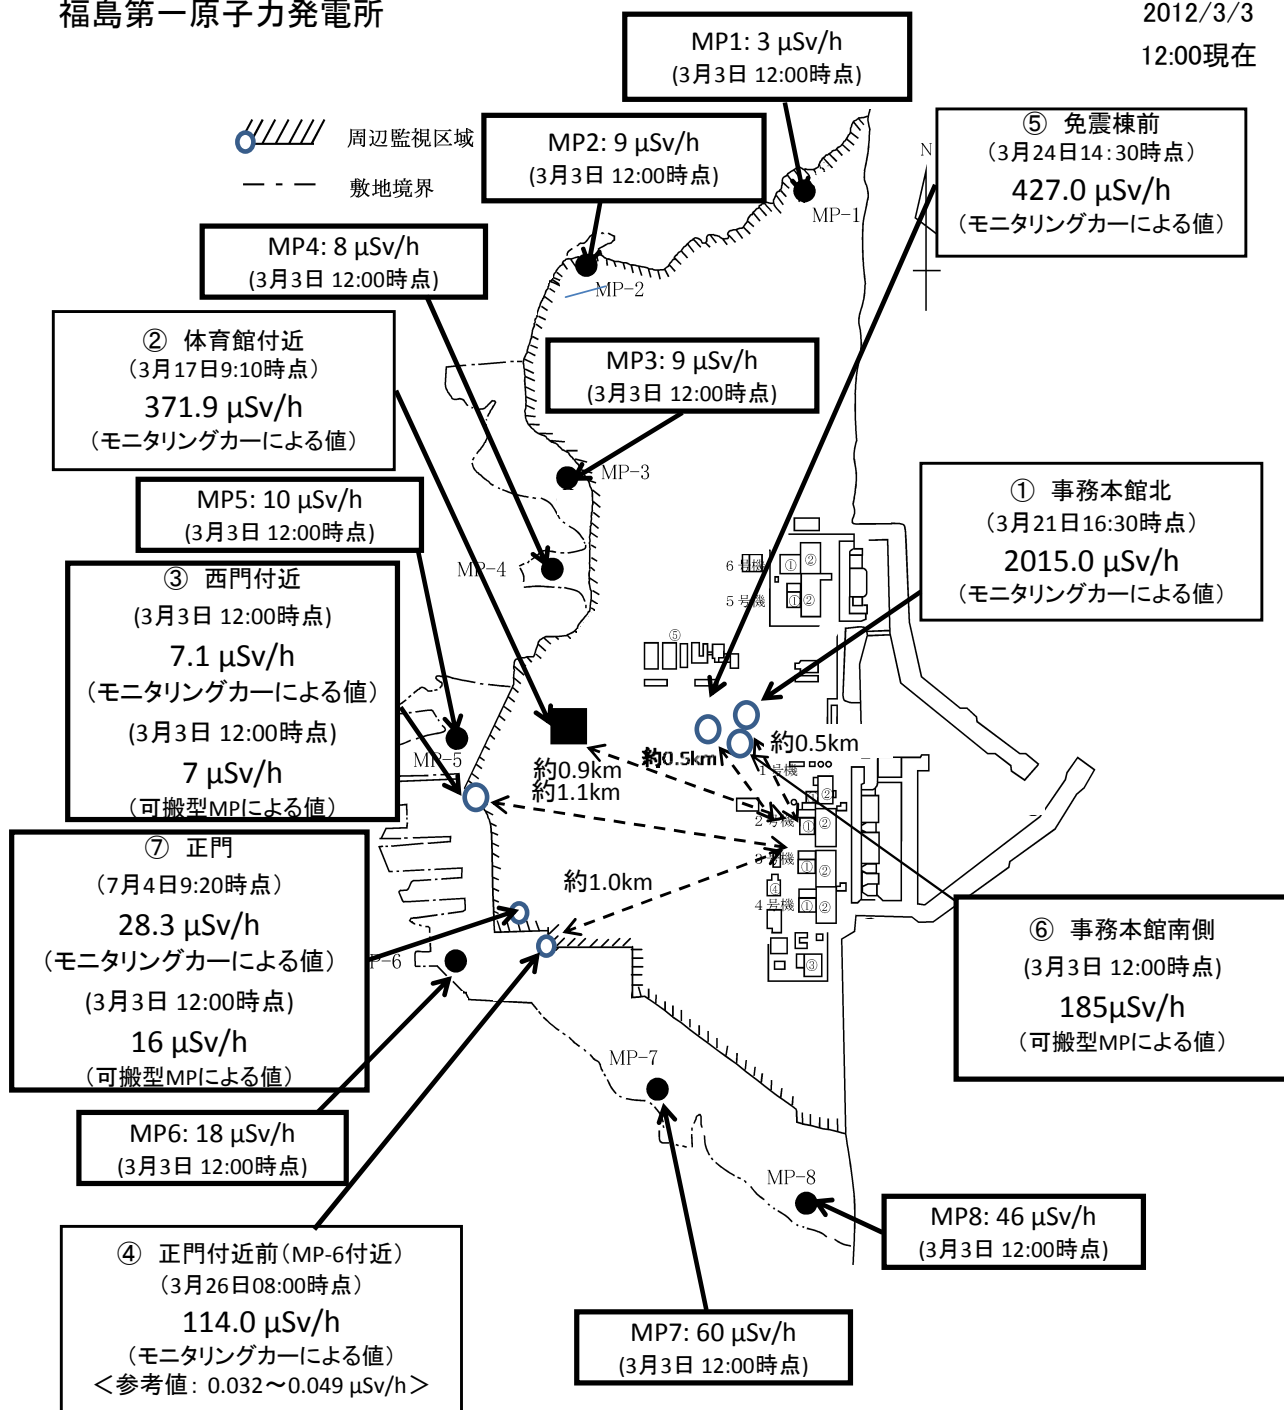 福島第一原子力発電所
2012/3/3
12:00現在
周辺監視区域
敷地境界
MP1: 3 μSv/h
(3月3日 12:00時点)
MP2: 9 μSv/h
(3月3日 12:00時点)
⑤ 免震棟前
(3月24日14:30時点)
427.0 μSv/h
(モニタリングカーによる値)
N
MP-1
MP4: 8 μSv/h
(3月3日 12:00時点)
MP-2
② 体育館付近
(3月17日9:10時点)
371.9 μSv/h
(モニタリングカーによる値)
MP3: 9 μSv/h
(3月3日 12:00時点)
MP-3
MP5: 10 μSv/h
(3月3日 12:00時点)
① 事務本館北
(3月21日16:30時点)
2015.0 μSv/h
(モニタリングカーによる値)
MP-4
6号機
①
②
5号機
①
②
③ 西門付近
(3月3日 12:00時点)
7.1 μSv/h
(モニタリングカーによる値)
(3月3日 12:00時点)
7 μSv/h
(可搬型MPによる値)
⑤
MP-5
約0.9km
約1.1km
約0.5km
約0.5km
1号機
②
2号機
①
②
3号機
①
②
④
4号機
①
②
③
約1.0km
⑦ 正門
(7月4日9:20時点)
28.3 μSv/h
(モニタリングカーによる値)
(3月3日 12:00時点)
16 μSv/h
(可搬型MPによる値)
P-6
⑥ 事務本館南側
(3月3日 12:00時点)
185μSv/h
(可搬型MPによる値)
MP-7
MP6: 18 μSv/h
(3月3日 12:00時点)
MP-8
MP8: 46 μSv/h
(3月3日 12:00時点)
④ 正門付近前(MP-6付近)
(3月26日08:00時点)
114.0 μSv/h
(モニタリングカーによる値)
<参考値: 0.032~0.049 μSv/h>
MP7: 60 μSv/h
(3月3日 12:00時点)